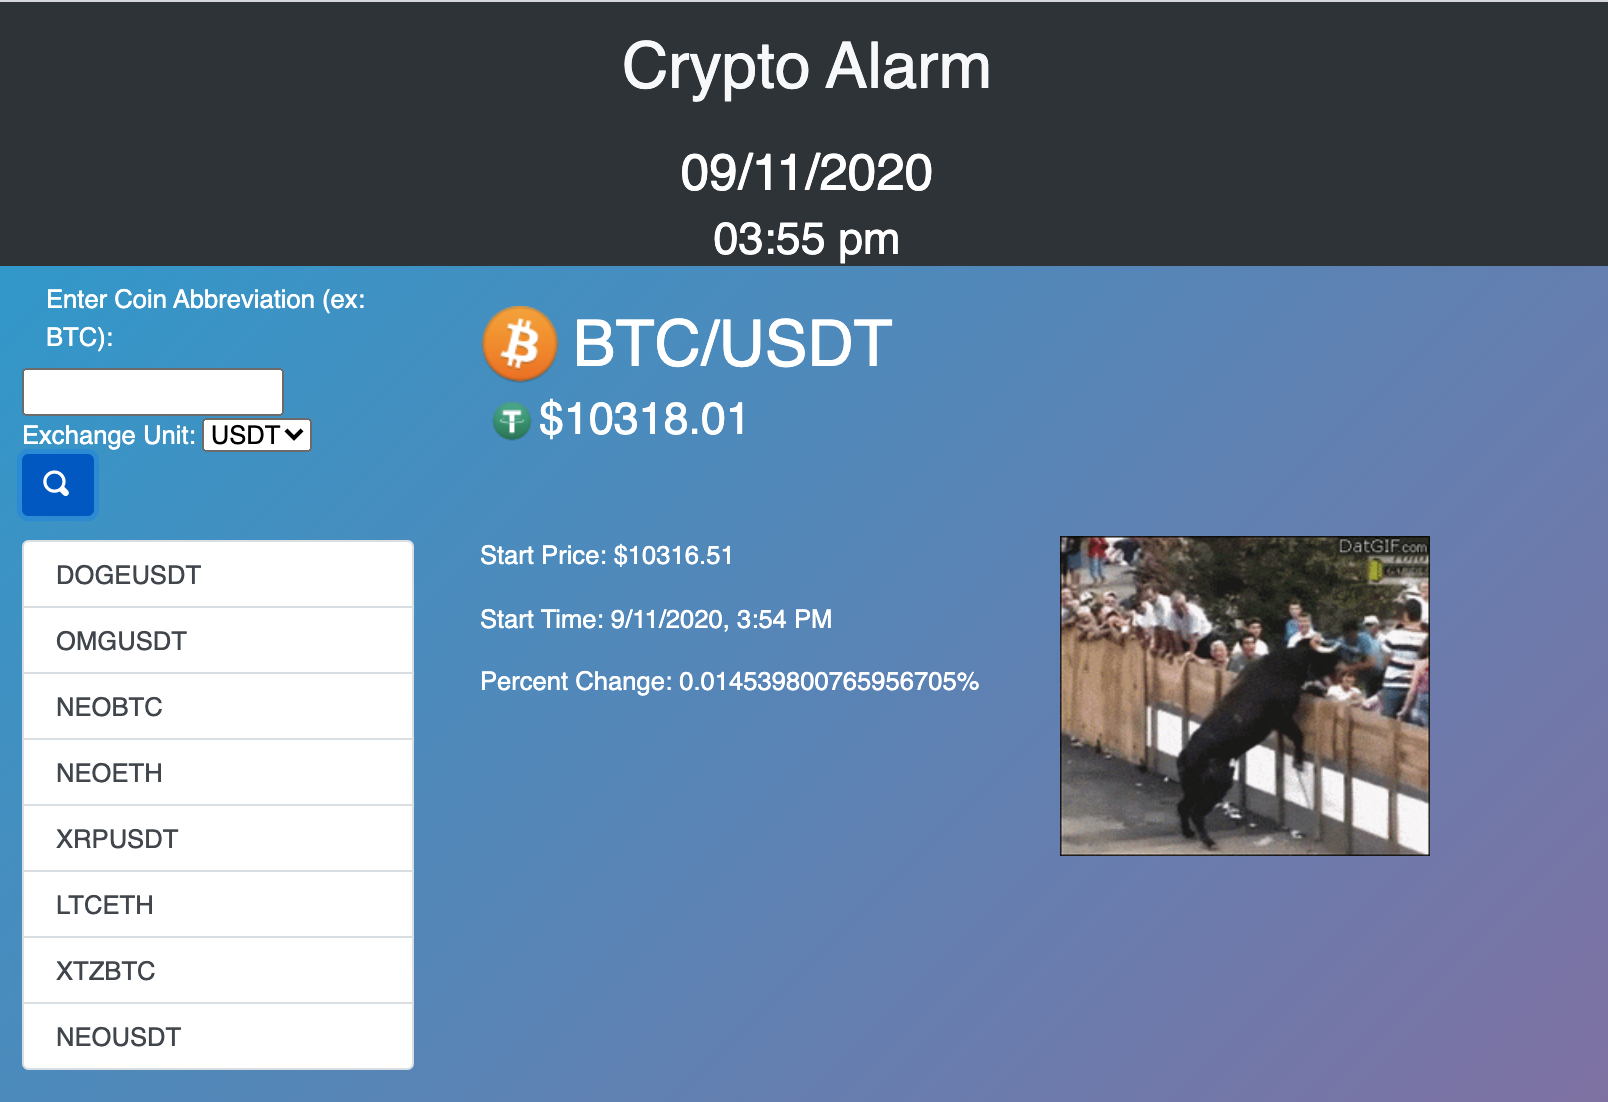 Crypto Alarm
09/11/2020
03:55 pm
Enter Coin Abbreviation (ex:
BTC):
Exchange Unit: USDT
DOGEUSDT
OMGUSDT
NEOBTC
NEOETH
XRPUSDT
LTCETH
XTZBTC
NEOUSDT
BTC/USDT
$10318.01
Start Price: $10316.51
Start Time: 9/11/2020, 3:54 PM
Percent Change: 0.014539800765956705%
DatGIF.com